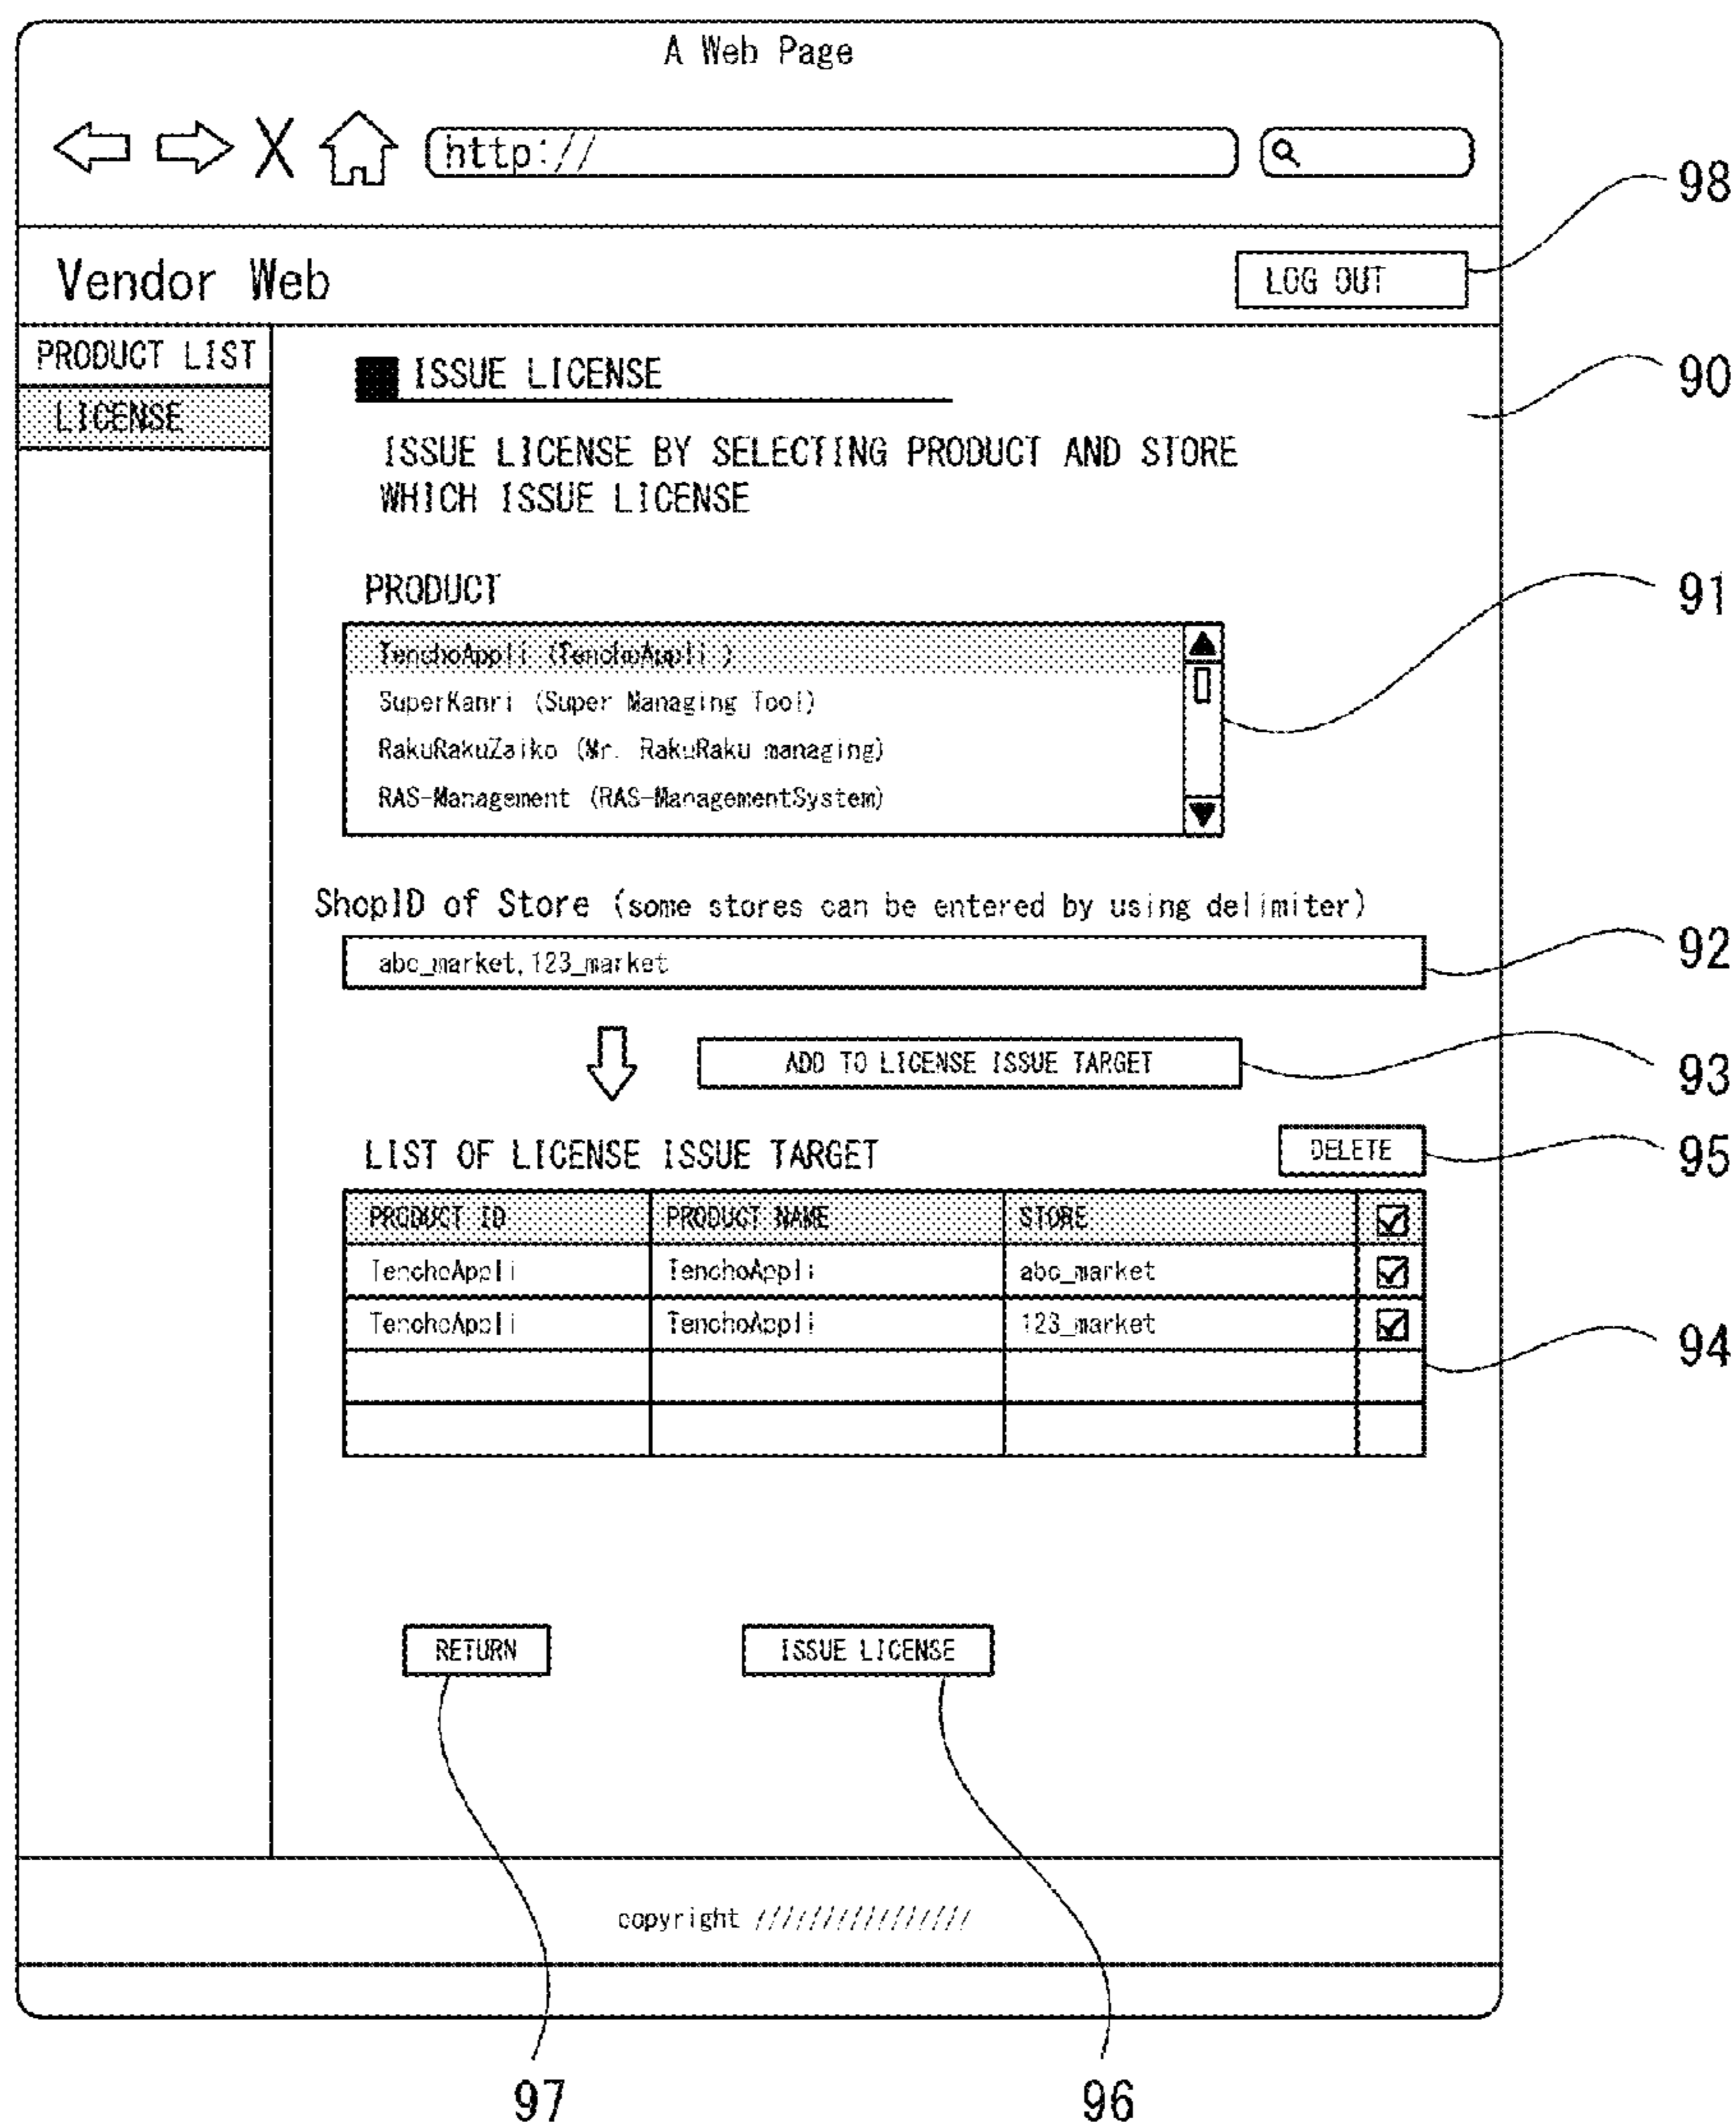 A Web Page
http://
98
Vendor Web
LOG OUT
PRODUCT LIST
LICENSE
90
ISSUE LICENSE
ISSUE LICENSE BY SELECTING PRODUCT AND STORE
WHICH ISSUE LICENSE
PRODUCT
91
TenchoAppli (TenchoAppli )
SuperKanri (Super Managing Tool)
RakuRakuZaiko (Mr. RakuRaku managing)
RAS-Management (RAS-ManagementSystem)
ShopID of Store (some stores can be entered by using delimiter)
abc_market,123_market
92
ADD TO LICENSE ISSUE TARGET
93
LIST OF LICENSE ISSUE TARGET
DELETE
95
PRODUCT ID PRODUCT NAME STORE
TenchoAppli TenchoAppli abc_market
TenchoAppli TenchoAppli 123_market
94
RETURN
ISSUE LICENSE
copyright ////////////////
97
96